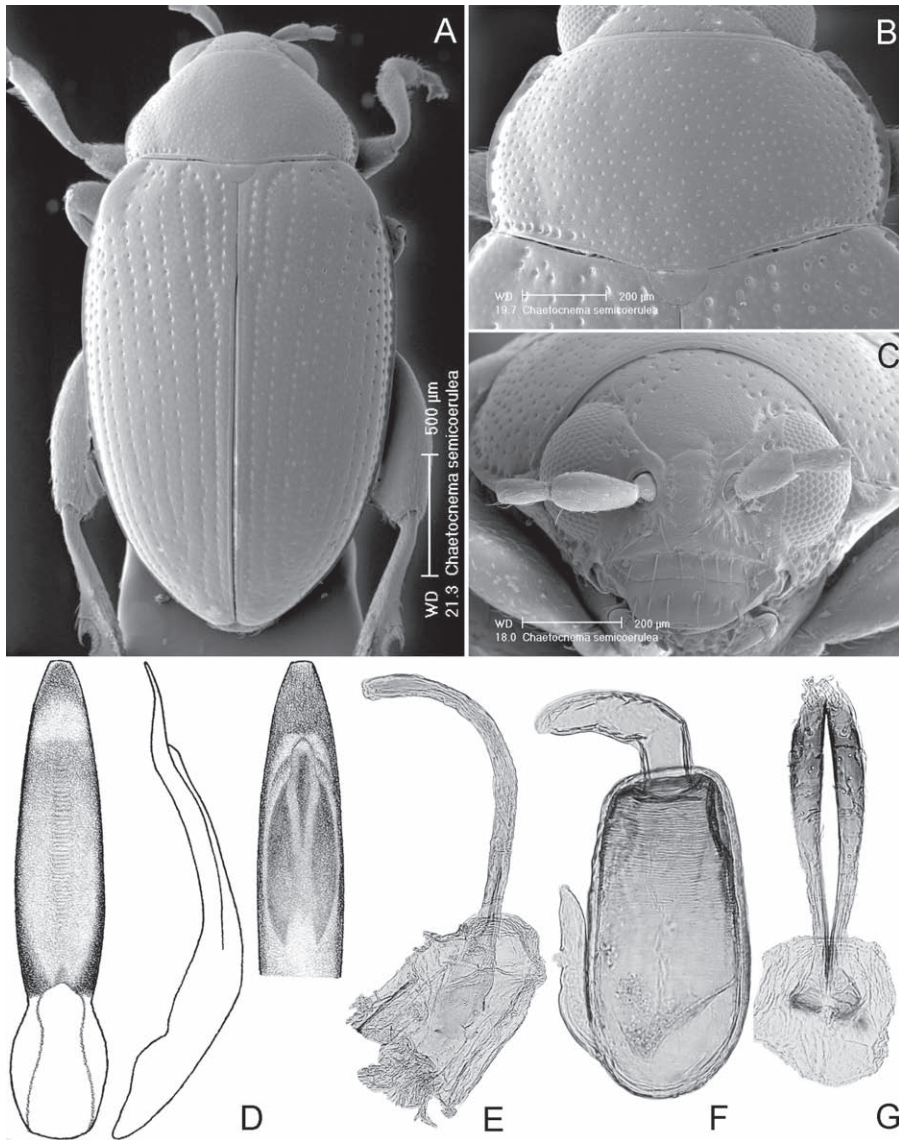 A
500 µm
WD
21.3 Chaetocnema semicoerulea
B
WD 200 µm
19.7 Chaetocnema semicoerulea
C
WD 200 µm
18.0 Chaetocnema semicoerulea
D
E
F
G